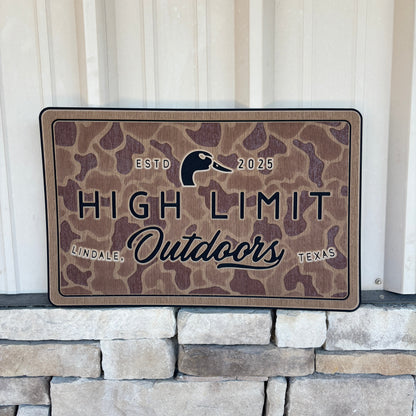 ESTD 2025
HIGH LIMIT
Outdoors
LINDALE, TEXAS